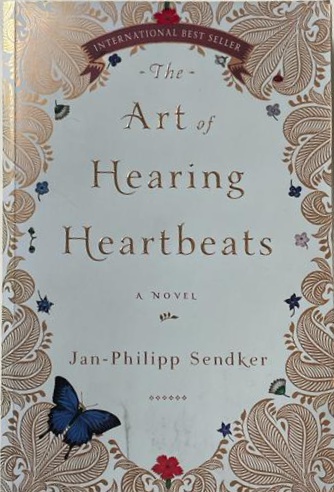 INTERNATIONAL BEST SELLER
- The -
Art of
Hearing
Heartbeats
A NOVEL
Jan-Philipp Sendker